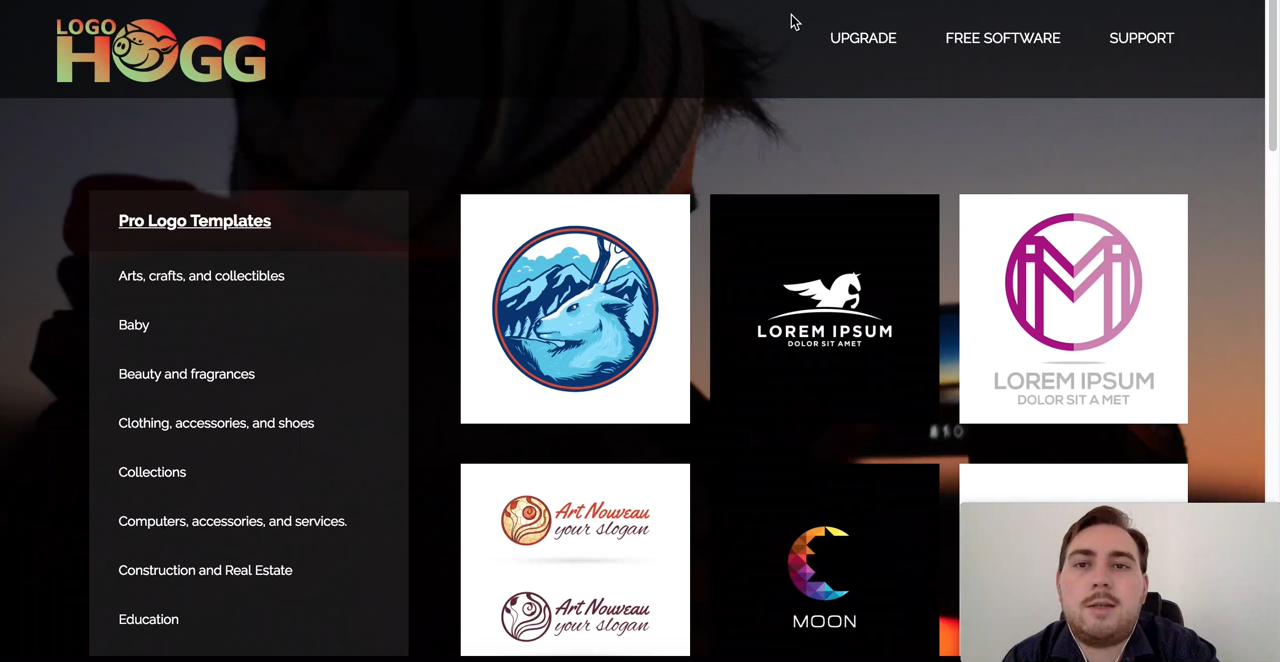 LOGO
HOGG
UPGRADE
FREE SOFTWARE
SUPPORT
Pro Logo Templates
Arts, crafts, and collectibles
Baby
Beauty and fragrances
Clothing, accessories, and shoes
Collections
Computers, accessories, and services.
Construction and Real Estate
Education
LOREM IPSUM
DOLOR SIT AMET
M
LOREM IPSUM
DOLOR SIT A MET
Art Nouveau
your slogan
Art Nouveau
your slogan
C
MOON